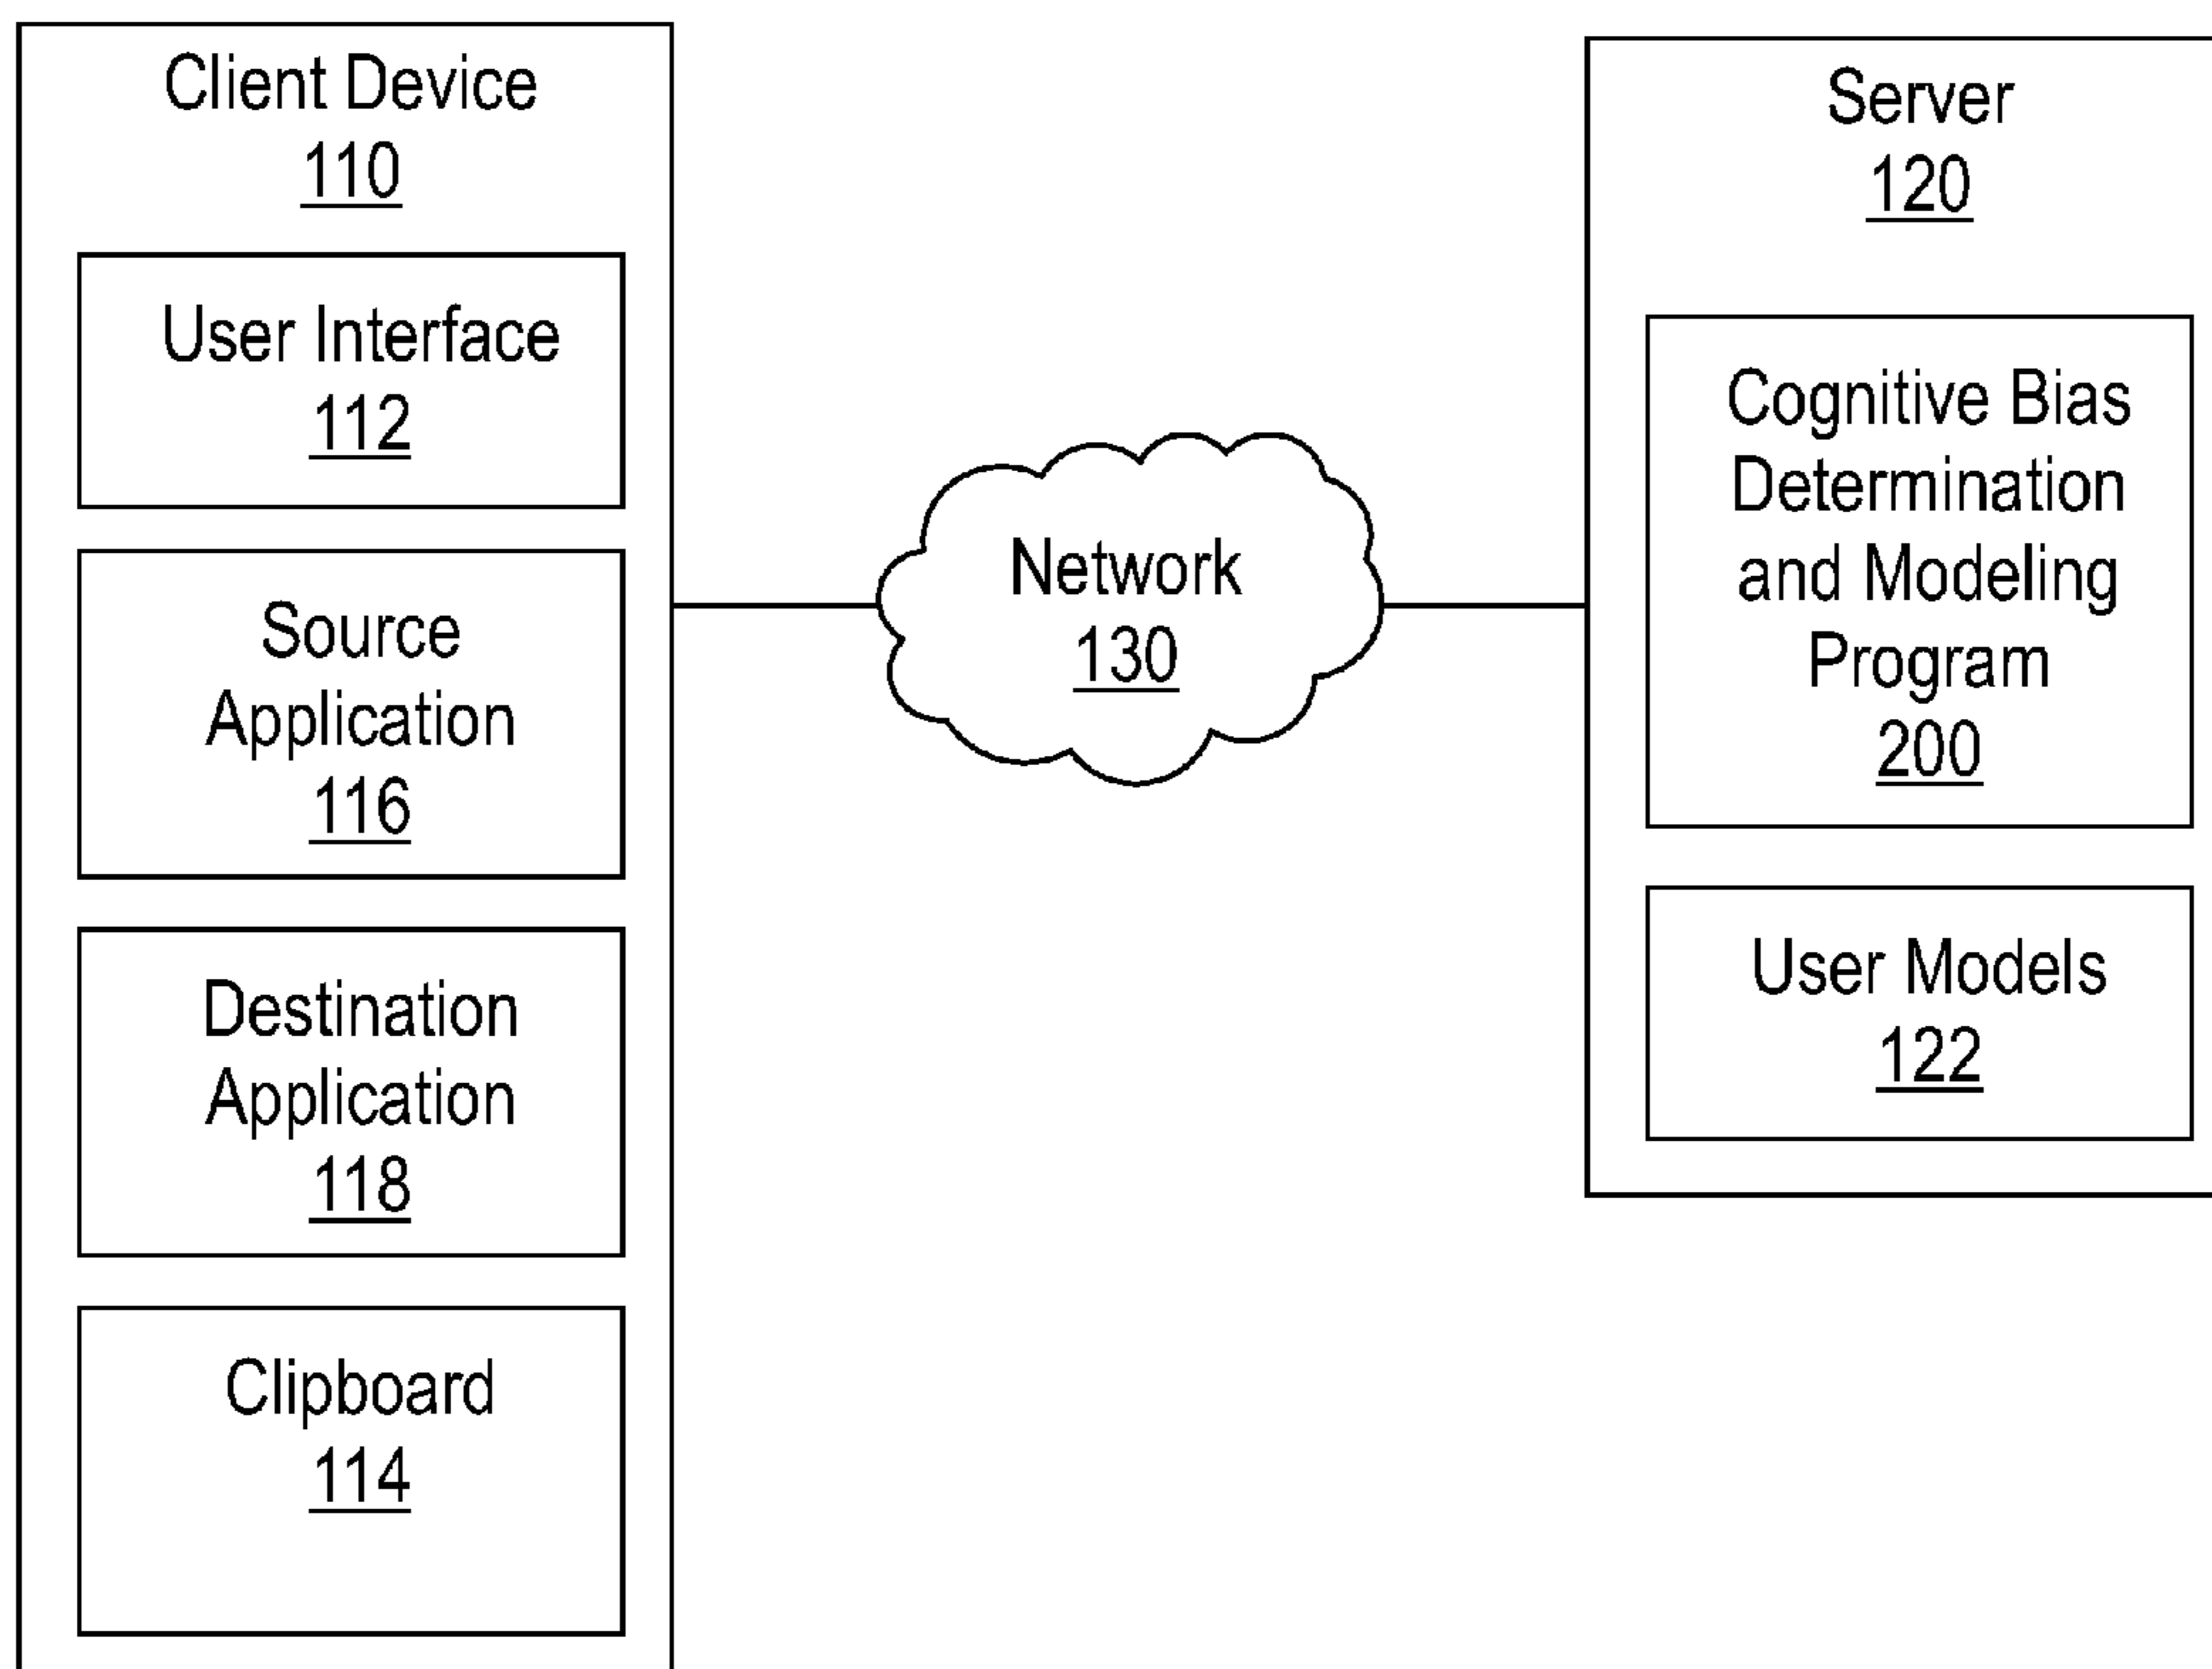 Client Device
110
User Interface
112
Source
Application
116
Destination
Application
118
Clipboard
114
Network
130
Server
120
Cognitive Bias
Determination
and Modeling
Program
200
User Models
122